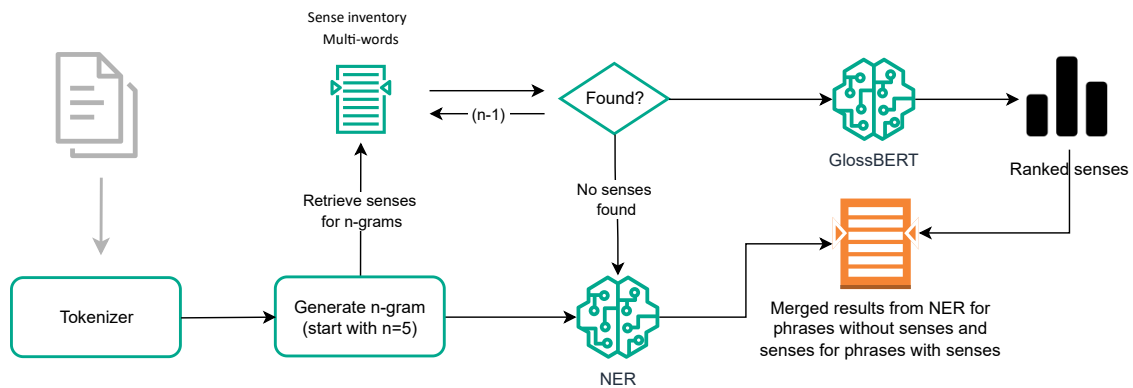 Sense inventory
Multi-words
Found?
(n-1)
GlossBERT
Ranked senses
Retrieve senses
for n-grams
No senses
found
Tokenizer
Generate n-gram
(start with n=5)
NER
Merged results from NER for
phrases without senses and
senses for phrases with senses